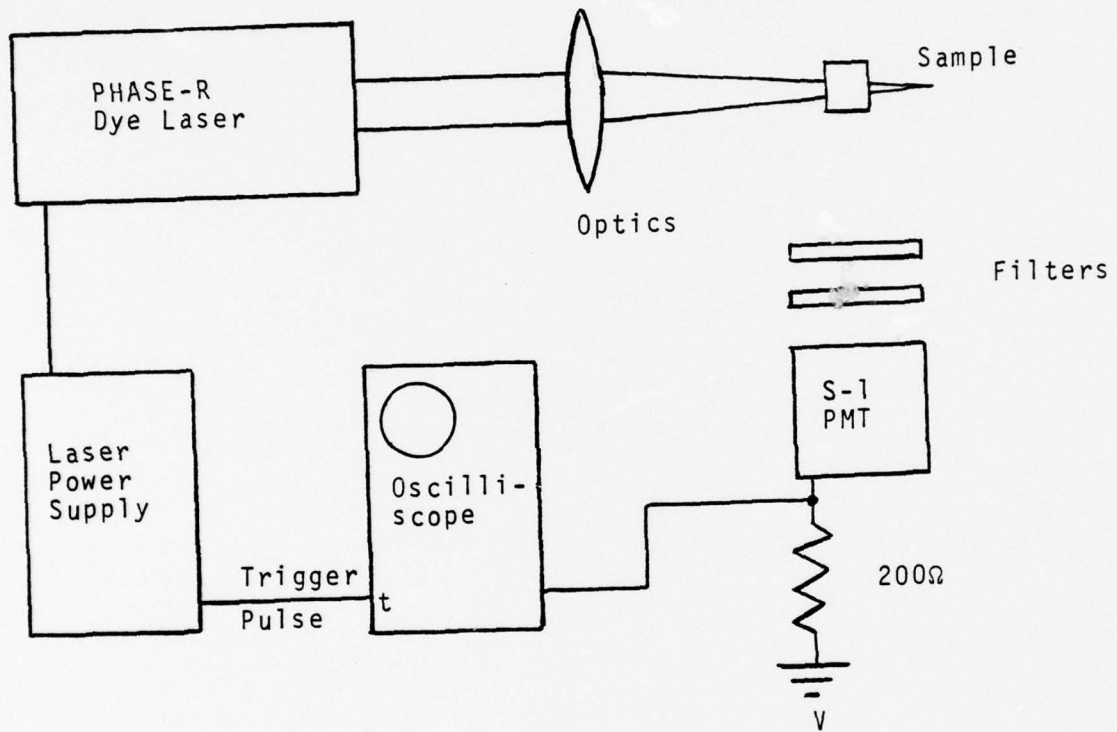 PHASE-R
Dye Laser
Sample
Optics
Filters
S-1
PMT
Laser
Power
Supply
Oscilli-
scope
Trigger
Pulse
t
200Ω
V